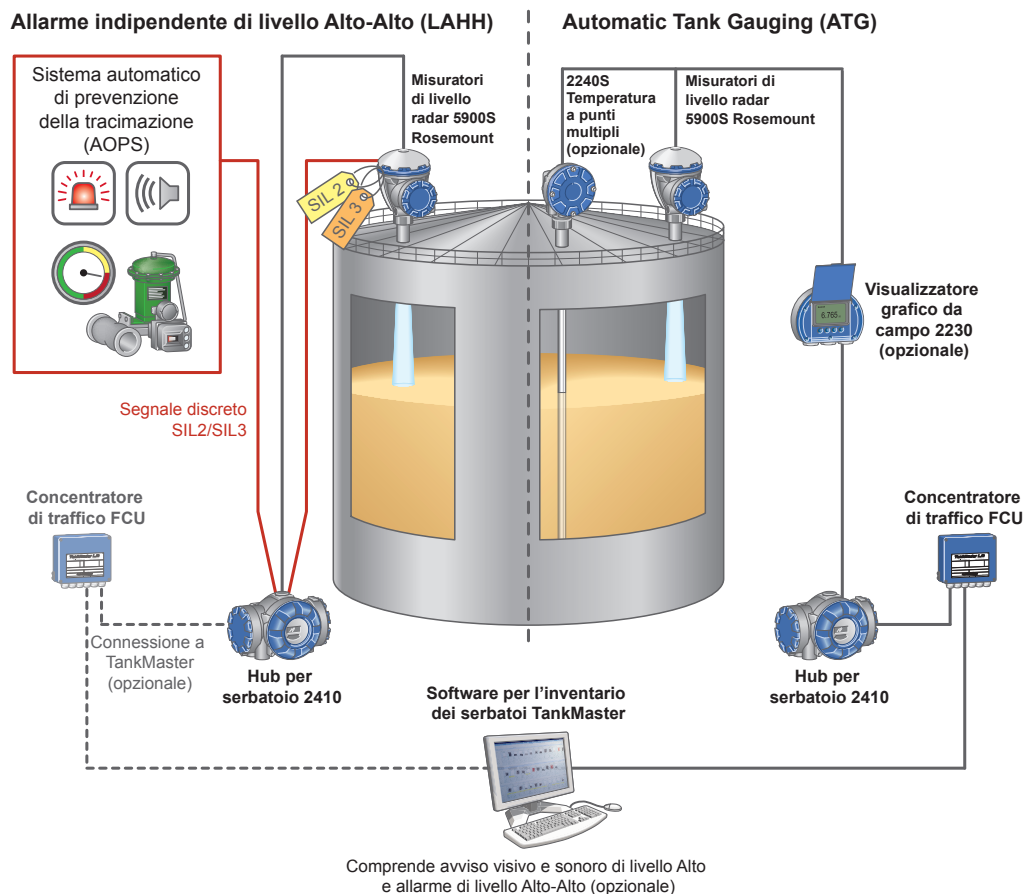 Allarme indipendente di livello Alto-Alto (LAHH)
Automatic Tank Gauging (ATG)
Sistema automatico
di prevenzione
della tracimazione
(AOPS)
Misuratori
di livello
radar 5900S
Rosemount
2240S
Temperatura
a punti
multipli
(opzionale)
Misuratori di
livello radar
5900S Rosemount
SIL 2
SIL 3
Visualizzatore
grafico da
campo 2230
(opzionale)
6.765
Segnale discreto
SIL2/SIL3
Concentratore
di traffico FCU
Concentratore
di traffico FCU
Connessione a
TankMaster
(opzionale)
Hub per
serbatoio 2410
Hub per
serbatoio 2410
Software per l’inventario
dei serbatoi TankMaster
Comprende avviso visivo e sonoro di livello Alto
e allarme di livello Alto-Alto (opzionale)